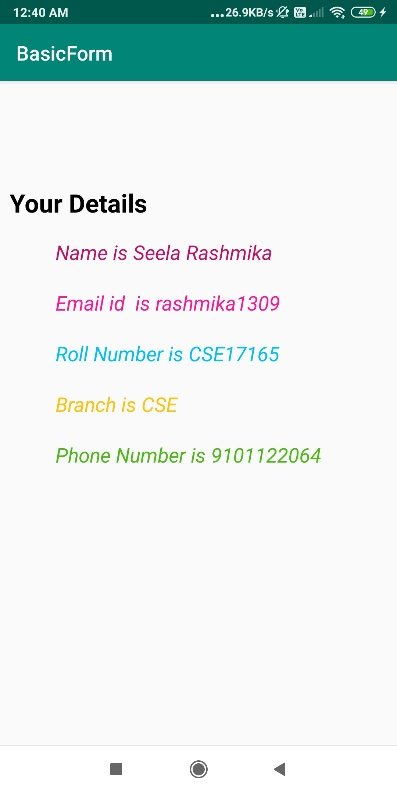 12:40 AM ...26.9KB/s 49
BasicForm
Your Details
Name is Seela Rashmika
Email id  is rashmika1309
Roll Number is CSE17165
Branch is CSE
Phone Number is 9101122064